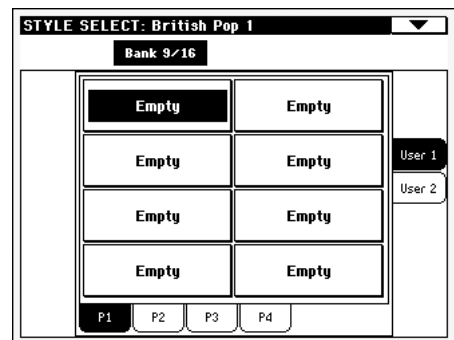 STYLE SELECT: British Pop 1
Bank 9/16
Empty Empty
Empty Empty
User 1
User 2
Empty Empty
Empty Empty
P1 P2 P3 P4